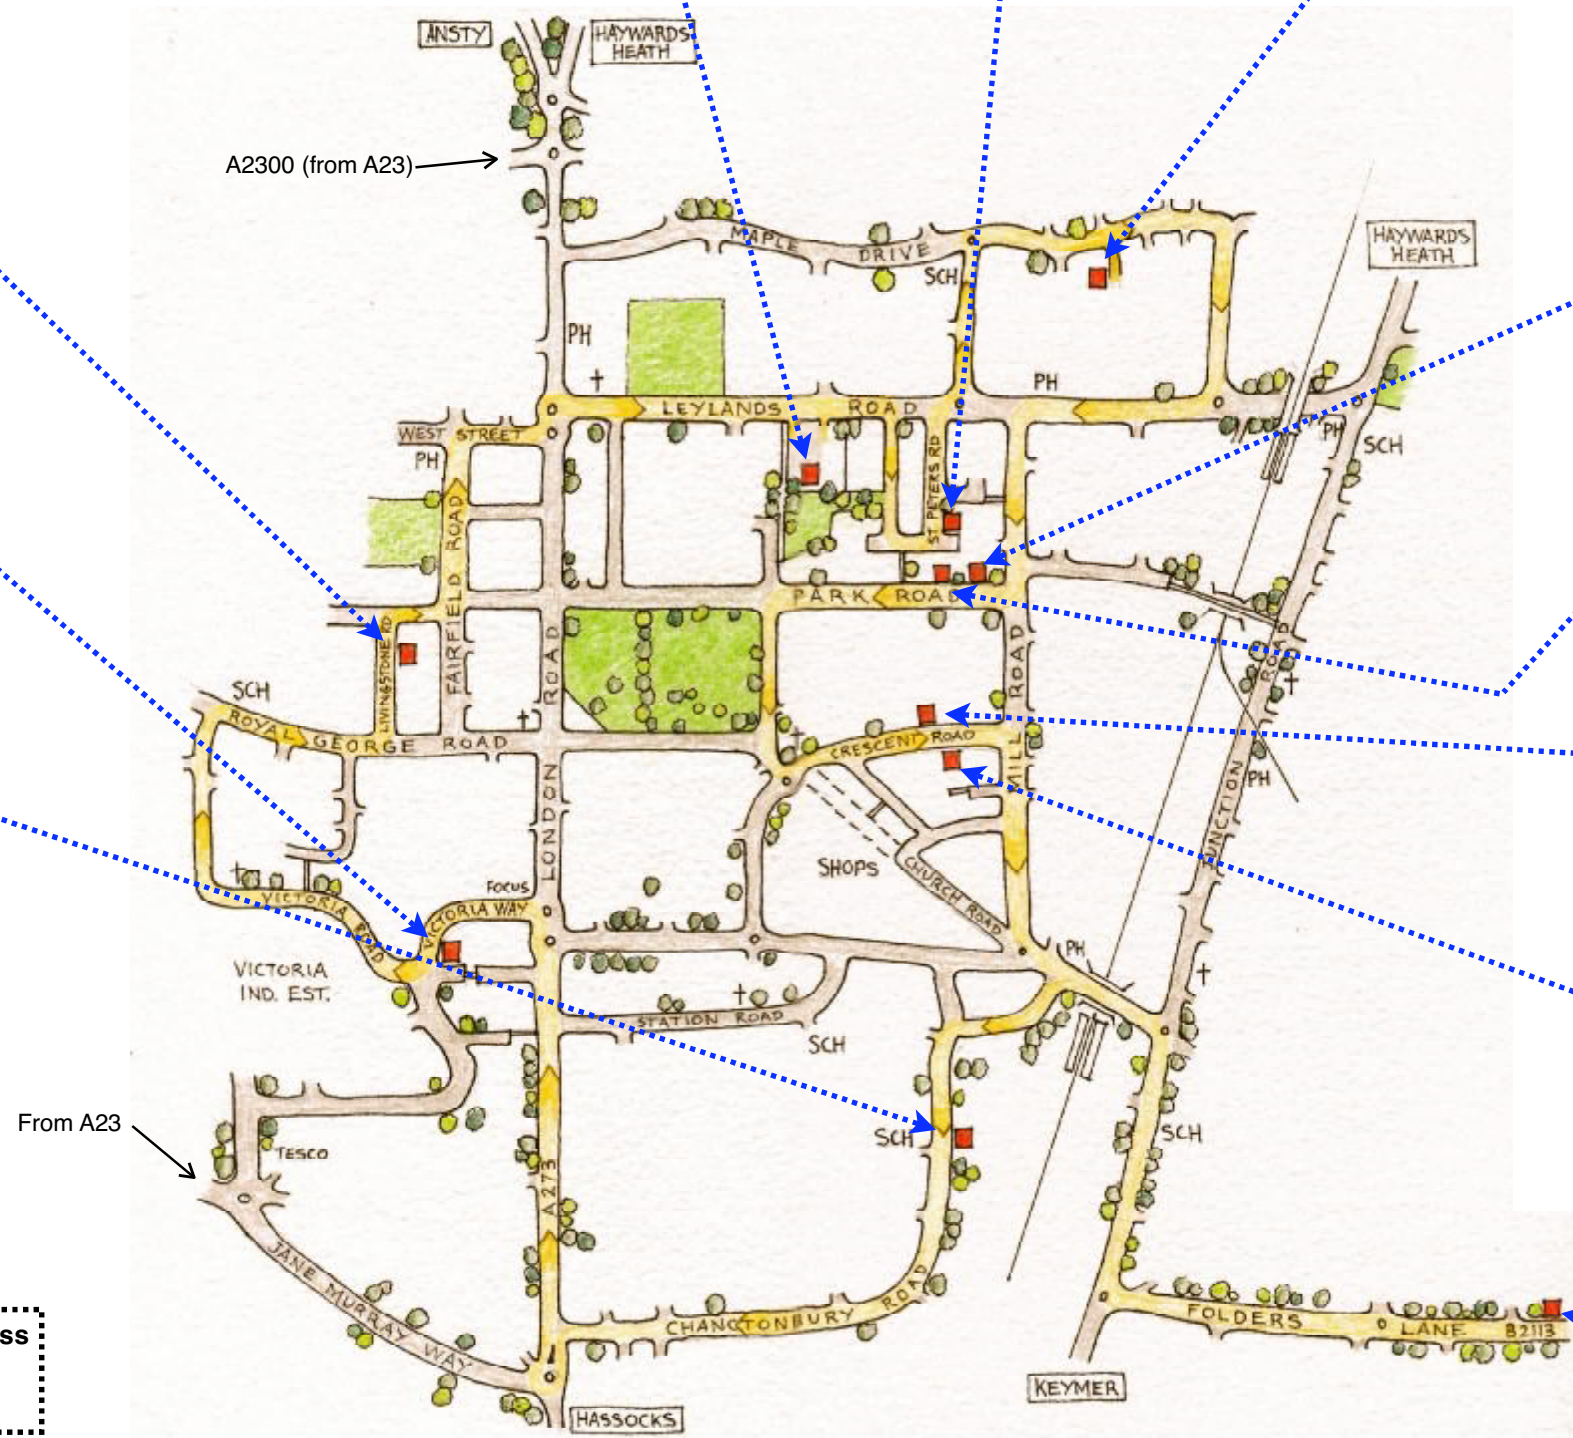 ANSTY
HAYWARDS
HEATH
A2300 (from A23)
MAPLE DRIVE
SCH
HAYWARDS
HEATH
PH
PH
LEYLANDS ROAD
WEST STREET
PH
PH
SCH
ST PETERS RD
FAIRFIELD ROAD
PARK ROAD
LIVINGSTONE RD
LONDON ROAD
MILL ROAD
JUNCTION ROAD
SCH
ROYAL GEORGE ROAD
CRESCENT ROAD
PH
SHOPS
CHURCH ROAD
FOCUS
VICTORIA WAY
VICTORIA ROAD
VICTORIA
IND. EST.
PH
STATION ROAD
SCH
From A23
TESCO
SCH
SCH
A273
JANE MURRAY WAY
CHANCTONBURY ROAD
FOLDERS LANE B2113
KEYMER
HASSOCKS
ss